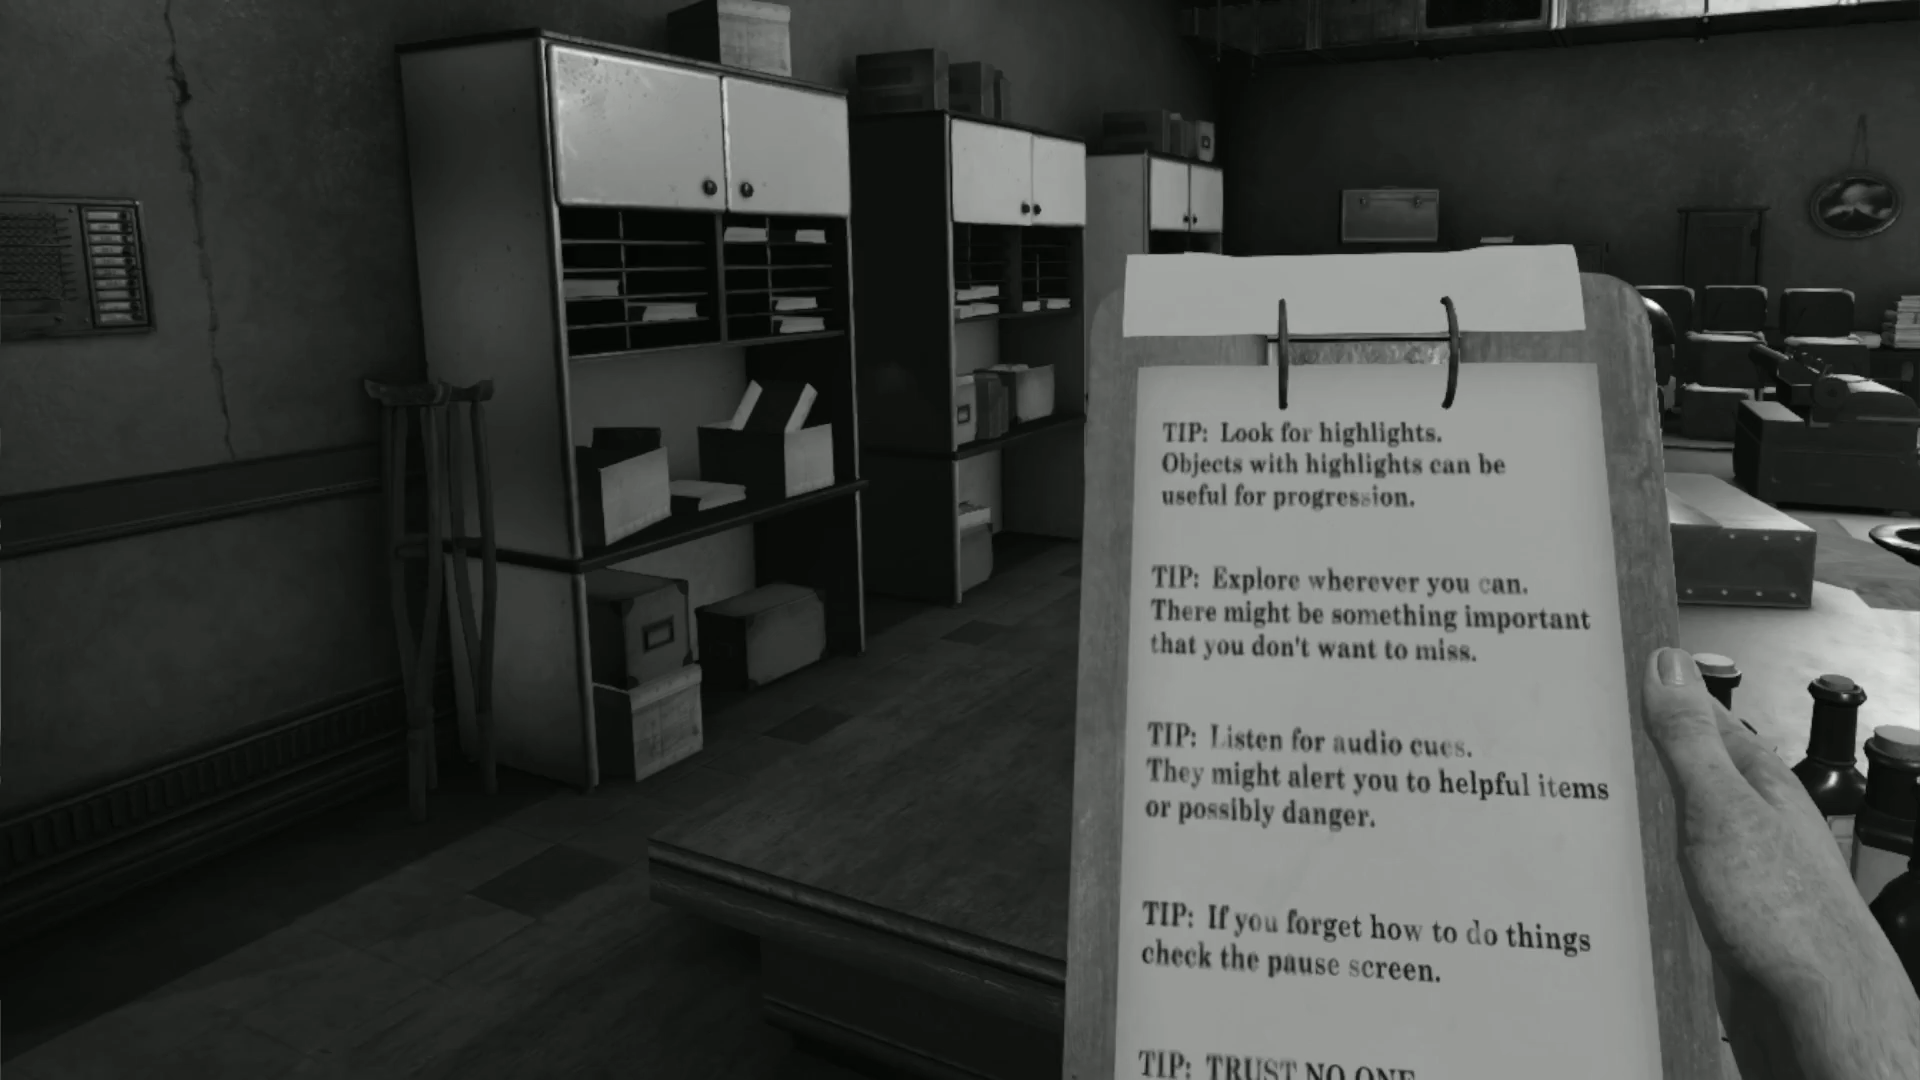 TIP: Look for highlights.
Objects with highlights can be
useful for progression.
TIP: Explore wherever you can.
There might be something important
that you don't want to miss.
TIP: Listen for audio cues.
They might alert you to helpful items
or possibly danger.
TIP: If you forget how to do things
check the pause screen.
TIP: TRUST NO ONE